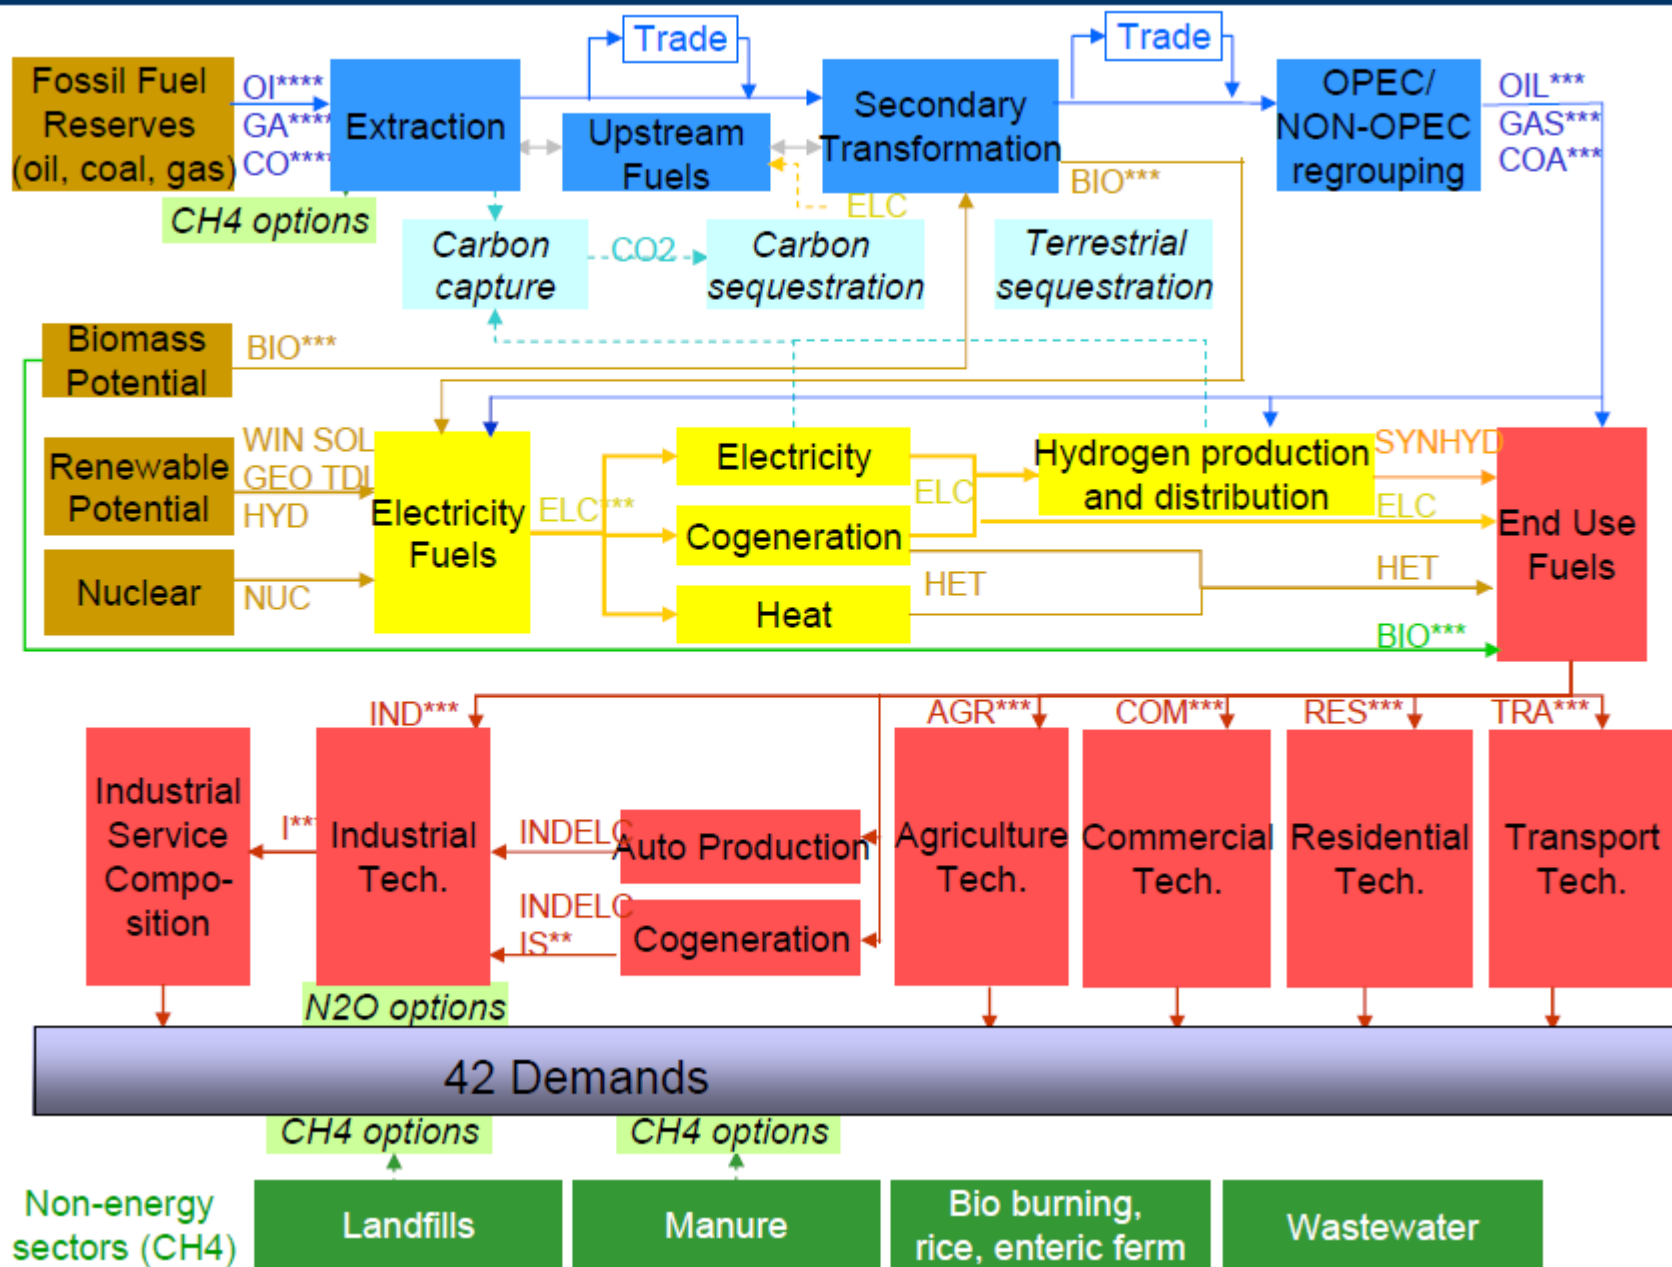 Trade
Trade
Fossil Fuel
Reserves
(oil, coal, gas)
OI****
GA****
CO****
Extraction
Upstream
Fuels
Secondary
Transformation
OPEC/
NON-OPEC
regrouping
OIL***
GAS***
COA***
BIO***
ELC
CH4 options
Carbon
capture
CO2
Carbon
sequestration
Terrestrial
sequestration
Biomass
Potential
BIO***
Renewable
Potential
WIN SOL
GEO TDL
HYD
Nuclear
NUC
Electricity
Fuels
ELC***
Electricity
Cogeneration
Heat
ELC
HET
Hydrogen production
and distribution
SYNHYD
ELC
HET
BIO***
End Use
Fuels
IND***
AGR***
COM***
RES***
TRA***
Industrial
Service
Compo-
sition
I***
Industrial
Tech.
INDELC
Auto Production
INDELC
IS**
Cogeneration
Agriculture
Tech.
Commercial
Tech.
Residential
Tech.
Transport
Tech.
N2O options
42 Demands
CH4 options
CH4 options
Non-energy
sectors (CH4)
Landfills
Manure
Bio burning,
rice, enteric ferm
Wastewater